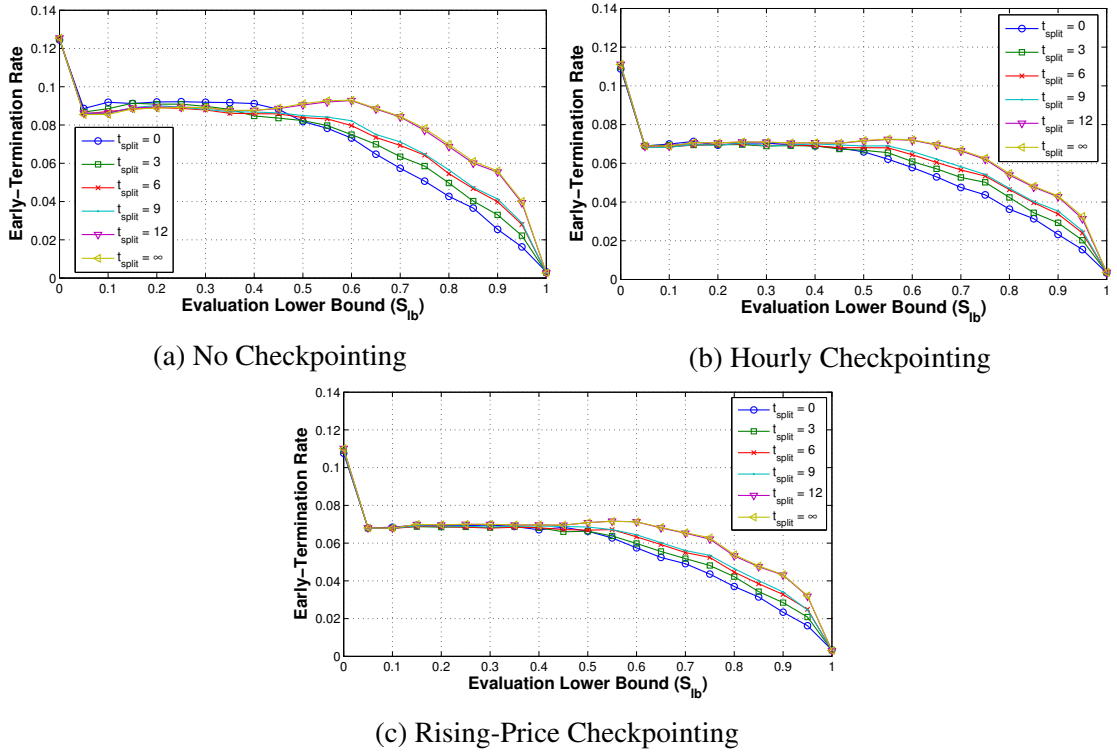 0.14
0.12
0.1
0.08
0.06
0.04
0.02
0
Early−Termination Rate
t_split = 0
t_split = 3
t_split = 6
t_split = 9
t_split = 12
t_split = ∞
0 0.1 0.2 0.3 0.4 0.5 0.6 0.7 0.8 0.9 1
Evaluation Lower Bound (S_lb)
(a) No Checkpointing
0.14
0.12
0.1
0.08
0.06
0.04
0.02
0
Early−Termination Rate
t_split = 0
t_split = 3
t_split = 6
t_split = 9
t_split = 12
t_split = ∞
0 0.1 0.2 0.3 0.4 0.5 0.6 0.7 0.8 0.9 1
Evaluation Lower Bound (S_lb)
(b) Hourly Checkpointing
0.14
0.12
0.1
0.08
0.06
0.04
0.02
0
Early−Termination Rate
t_split = 0
t_split = 3
t_split = 6
t_split = 9
t_split = 12
t_split = ∞
0 0.1 0.2 0.3 0.4 0.5 0.6 0.7 0.8 0.9 1
Evaluation Lower Bound (S_lb)
(c) Rising-Price Checkpointing